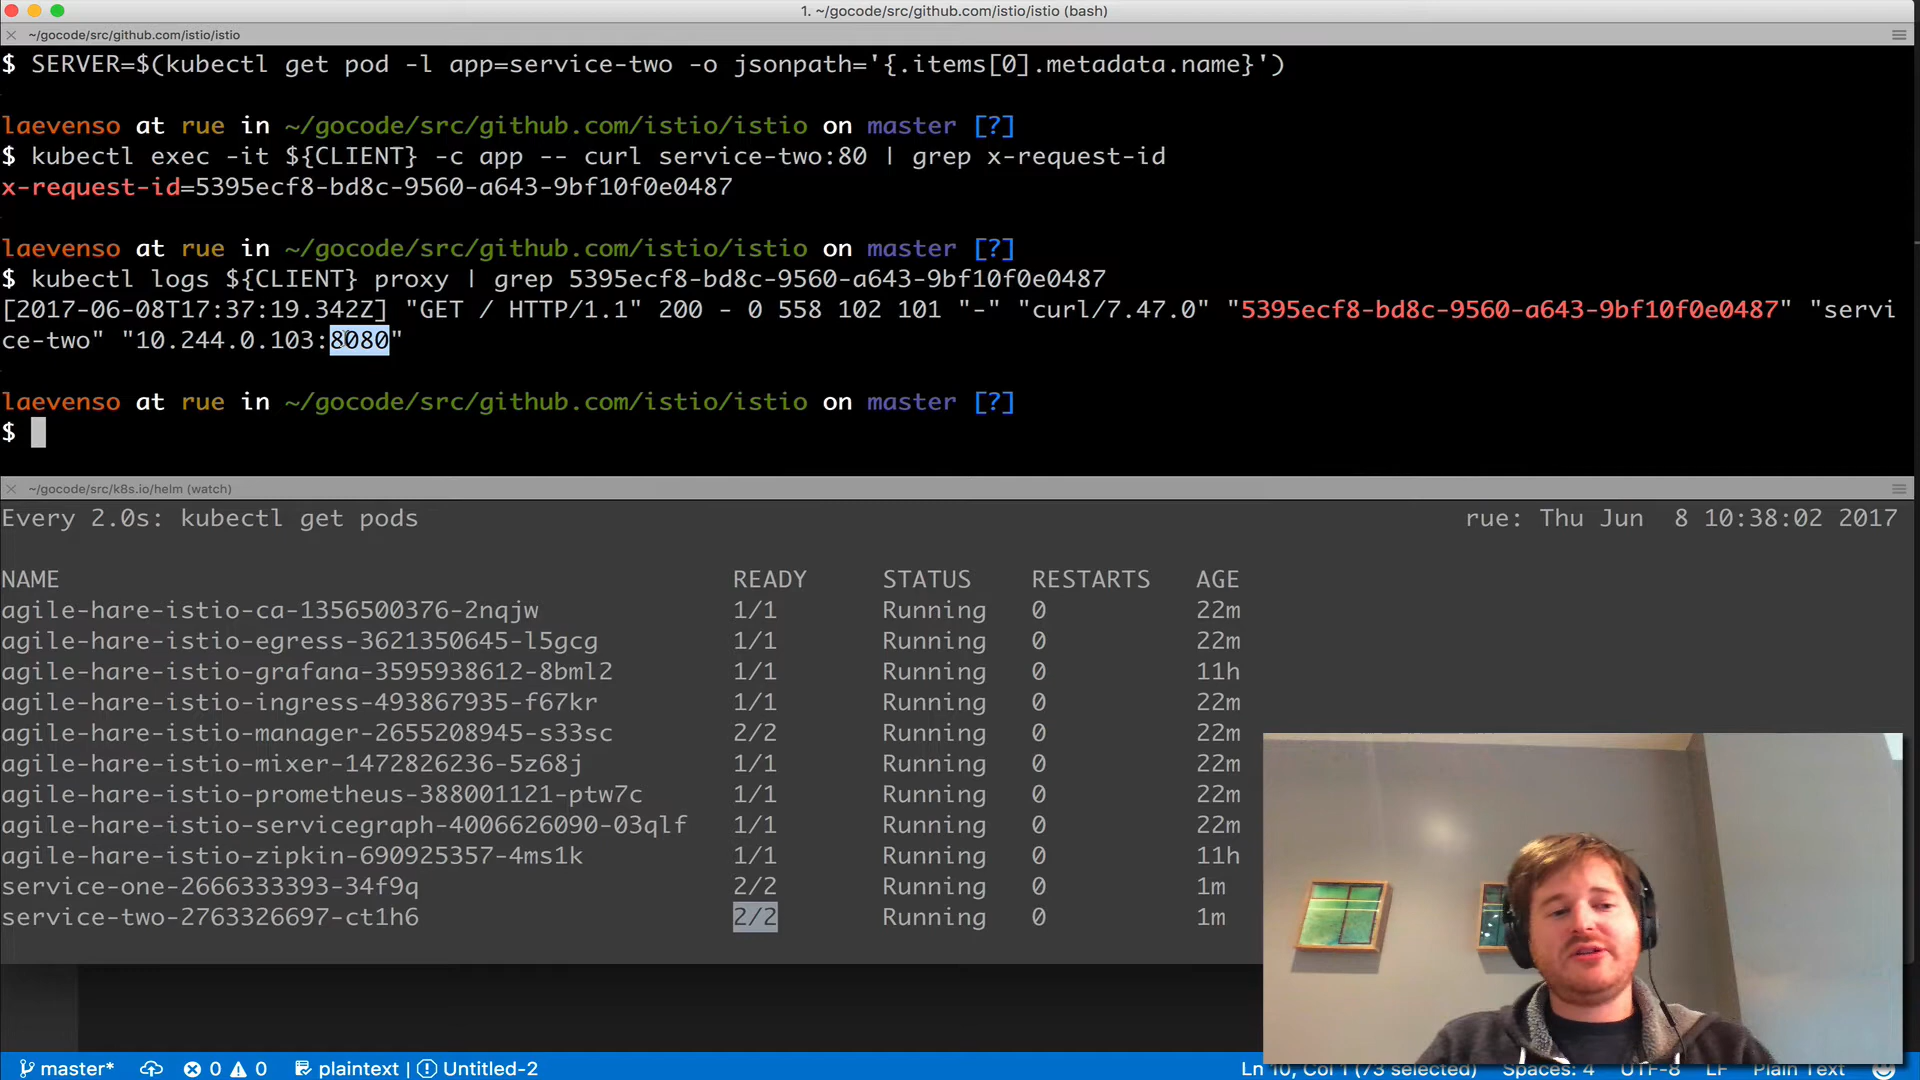 1. ~/gocode/src/github.com/istio/istio (bash)
~/gocode/src/github.com/istio/istio
$ SERVER=$(kubectl get pod -l app=service-two -o jsonpath='{.items[0].metadata.name}')
laevenso at rue in ~/gocode/src/github.com/istio/istio on master [?]
$ kubectl exec -it ${CLIENT} -c app -- curl service-two:80 | grep x-request-id
x-request-id=5395ecf8-bd8c-9560-a643-9bf10f0e0487
laevenso at rue in ~/gocode/src/github.com/istio/istio on master [?]
$ kubectl logs ${CLIENT} proxy | grep 5395ecf8-bd8c-9560-a643-9bf10f0e0487
[2017-06-08T17:37:19.342Z] "GET / HTTP/1.1" 200 - 0 558 102 101 "-" "curl/7.47.0" "5395ecf8-bd8c-9560-a643-9bf10f0e0487" "servi
ce-two" "10.244.0.103:8080"
laevenso at rue in ~/gocode/src/github.com/istio/istio on master [?]
$
~/gocode/src/k8s.io/helm (watch)
Every 2.0s: kubectl get pods rue: Thu Jun 8 10:38:02 2017
NAME READY STATUS RESTARTS AGE
agile-hare-istio-ca-1356500376-2nqjw 1/1 Running 0 22m
agile-hare-istio-egress-3621350645-l5gcg 1/1 Running 0 22m
agile-hare-istio-grafana-3595938612-8bml2 1/1 Running 0 11h
agile-hare-istio-ingress-493867935-f67kr 1/1 Running 0 22m
agile-hare-istio-manager-2655208945-s33sc 2/2 Running 0 22m
agile-hare-istio-mixer-1472826236-5z68j 1/1 Running 0 22m
agile-hare-istio-prometheus-388001121-ptw7c 1/1 Running 0 22m
agile-hare-istio-servicegraph-4006626090-03qlf 1/1 Running 0 22m
agile-hare-istio-zipkin-690925357-4ms1k 1/1 Running 0 11h
service-one-2666333393-34f9q 2/2 Running 0 1m
service-two-2763326697-ct1h6 2/2 Running 0 1m
master* 0 0 plaintext | Untitled-2 Ln 10, Col 1 (73 selected) Spaces: 4 UTF-8 LF Plain Text